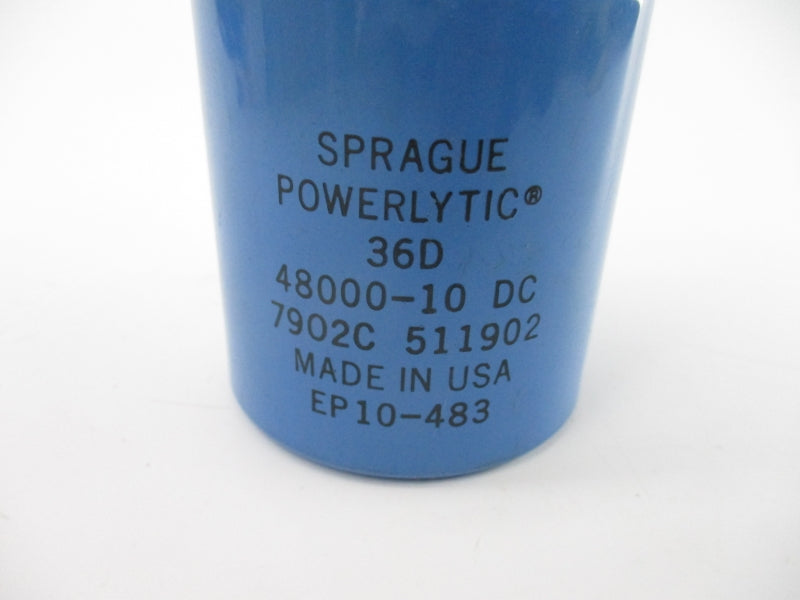 SPRAGUE
POWERLYTIC®
36D
48000-10 DC
7902C 511902
MADE IN USA
EP10-483